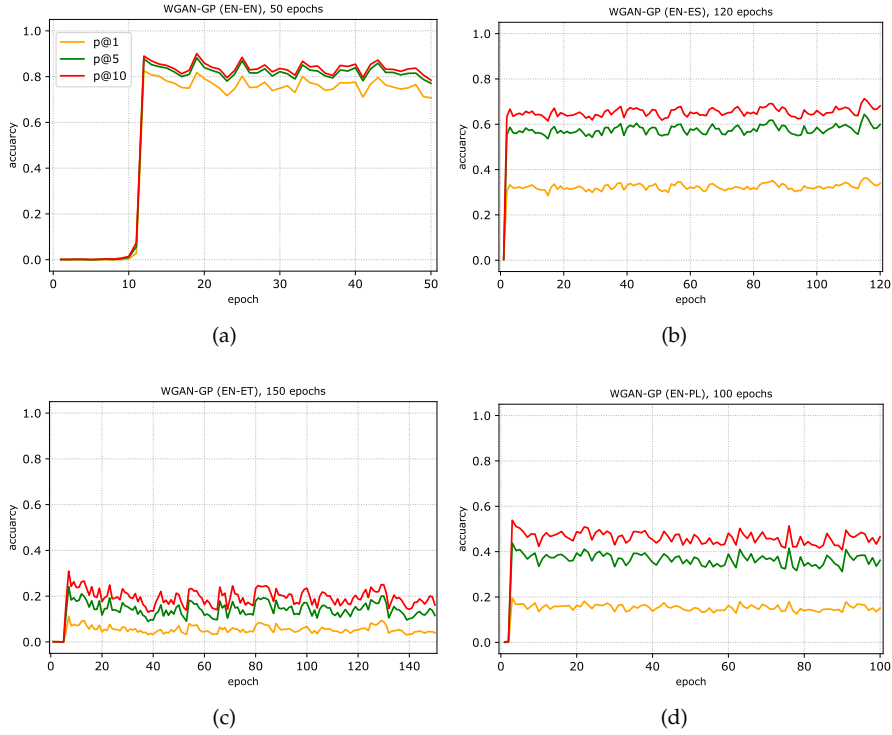 WGAN-GP (EN-EN), 50 epochs
1.0
0.8
0.6
0.4
0.2
0.0
accuarcy
p@1
p@5
p@10
0 10 20 30 40 50
epoch
(a)
WGAN-GP (EN-ES), 120 epochs
1.0
0.8
0.6
0.4
0.2
0.0
accuarcy
0 20 40 60 80 100 120
epoch
(b)
WGAN-GP (EN-ET), 150 epochs
1.0
0.8
0.6
0.4
0.2
0.0
accuarcy
0 20 40 60 80 100 120 140
epoch
(c)
WGAN-GP (EN-PL), 100 epochs
1.0
0.8
0.6
0.4
0.2
0.0
accuarcy
0 20 40 60 80 100
epoch
(d)